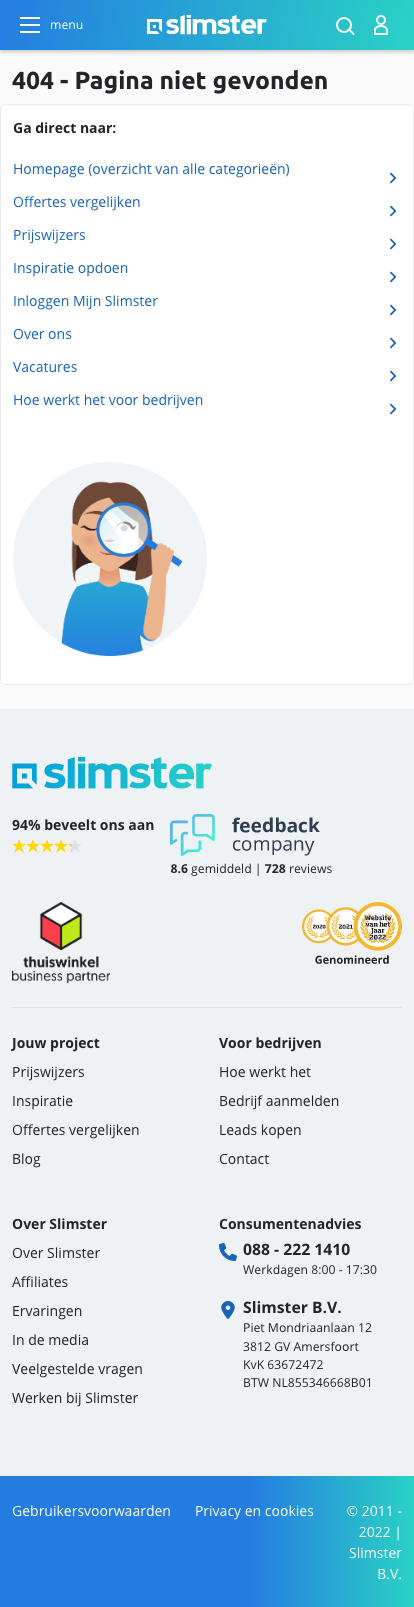 menu
slimster
404 - Pagina niet gevonden
Ga direct naar:
Homepage (overzicht van alle categorieën)
Offertes vergelijken
Prijswijzers
Inspiratie opdoen
Inloggen Mijn Slimster
Over ons
Vacatures
Hoe werkt het voor bedrijven
slimster
94% beveelt ons aan
feedback
company
8.6 gemiddeld | 728 reviews
thuiswinkel
business partner
2020
2021
Website
van het
Jaar
2022
Genomineerd
Jouw project
Prijswijzers
Inspiratie
Offertes vergelijken
Blog
Voor bedrijven
Hoe werkt het
Bedrijf aanmelden
Leads kopen
Contact
Over Slimster
Over Slimster
Affiliates
Ervaringen
In de media
Veelgestelde vragen
Werken bij Slimster
Consumentenadvies
088 - 222 1410
Werkdagen 8:00 - 17:30
Slimster B.V.
Piet Mondriaanlaan 12
3812 GV Amersfoort
KvK 63672472
BTW NL855346668B01
Gebruikersvoorwaarden
Privacy en cookies
© 2011 -
2022 |
Slimster
B.V.